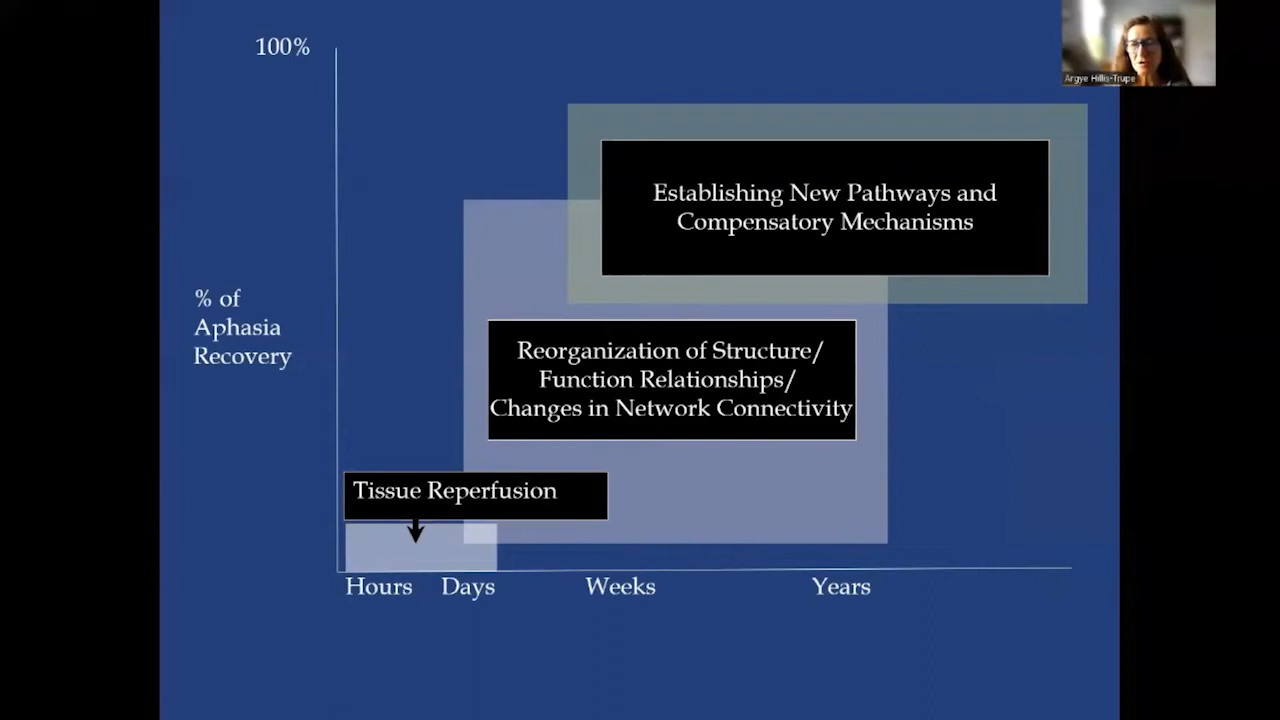 100%
Argye Hillis-Trupe
Establishing New Pathways and
Compensatory Mechanisms
% of
Aphasia
Recovery
Reorganization of Structure/
Function Relationships/
Changes in Network Connectivity
Tissue Reperfusion
Hours Days Weeks Years